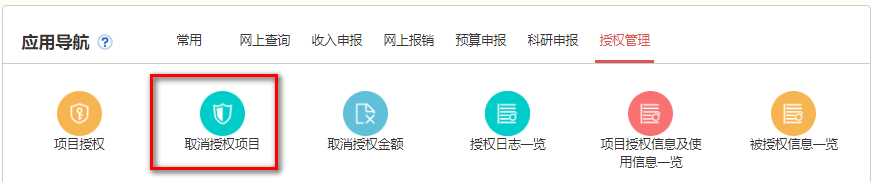 应用导航 ? 常用 网上查询 收入申报 网上报销 预算申报 科研申报 授权管理
项目授权 取消授权项目 取消授权金额 授权日志一览 项目授权信息及使 被授权信息一览
用信息一览